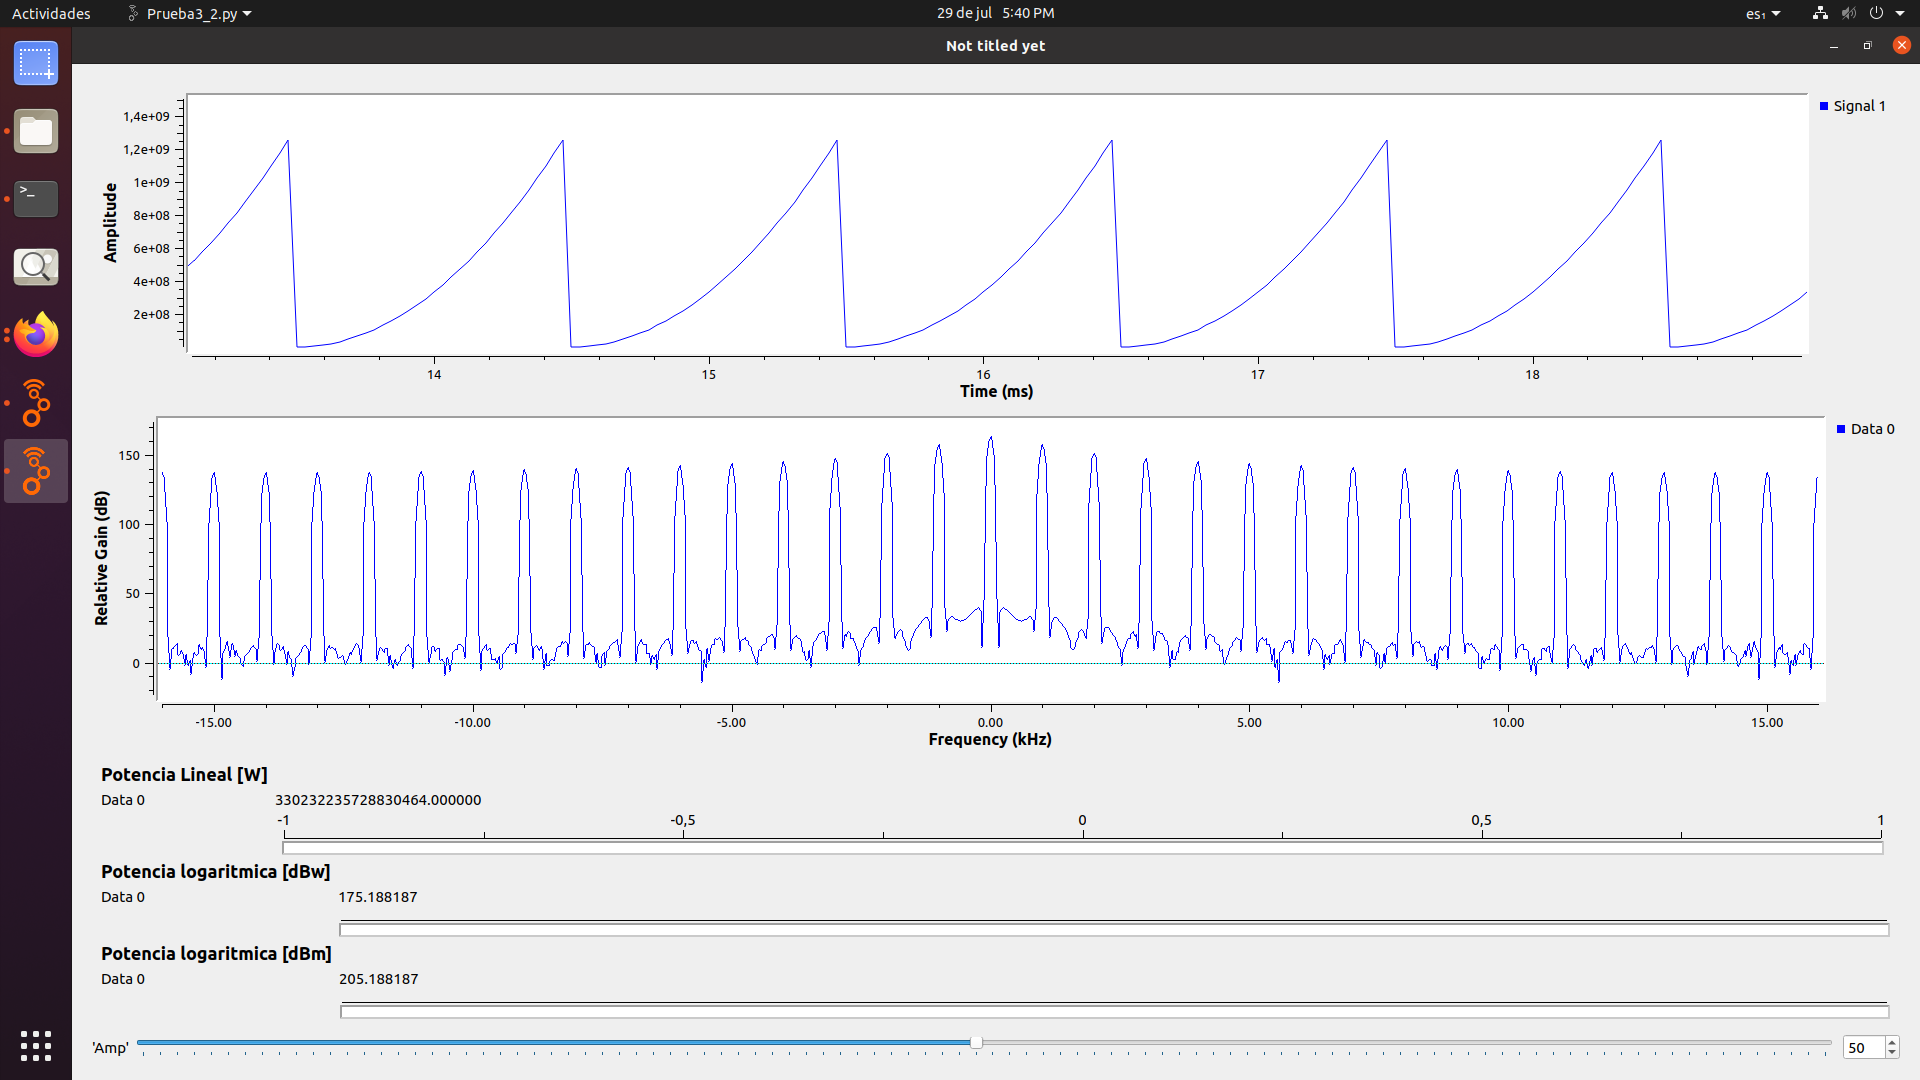 Actividades Prueba3_2.py 29 de jul 5:40 PM es₁
Not titled yet
Signal 1
1,4e+09
1,2e+09
1e+09
8e+08
6e+08
4e+08
2e+08
Amplitude
14 15 16 17 18
Time (ms)
Data 0
150
100
50
0
Relative Gain (dB)
-15.00 -10.00 -5.00 0.00 5.00 10.00 15.00
Frequency (kHz)
Potencia Lineal [W]
Data 0 330232235728830464.000000
-1 -0,5 0 0,5 1
Potencia logaritmica [dBw]
Data 0 175.188187
Potencia logaritmica [dBm]
Data 0 205.188187
'Amp' 50